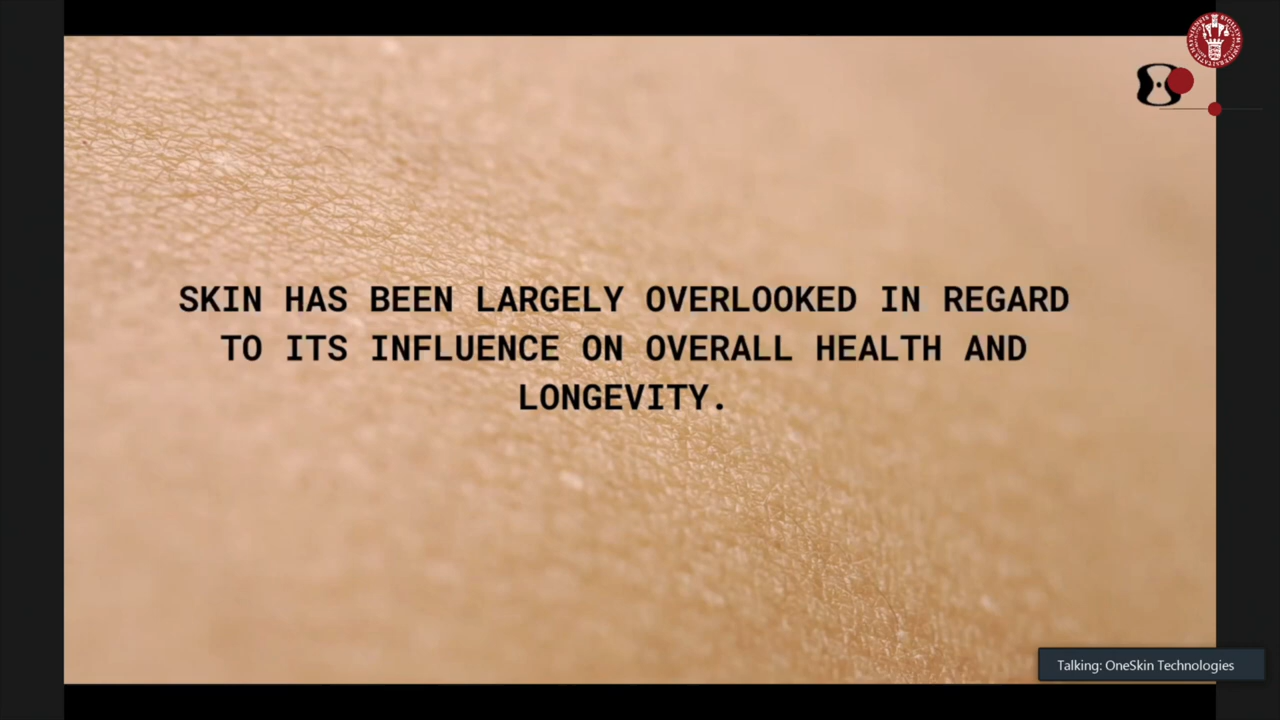 SKIN HAS BEEN LARGELY OVERLOOKED IN REGARD
TO ITS INFLUENCE ON OVERALL HEALTH AND
LONGEVITY.
Talking: OneSkin Technologies